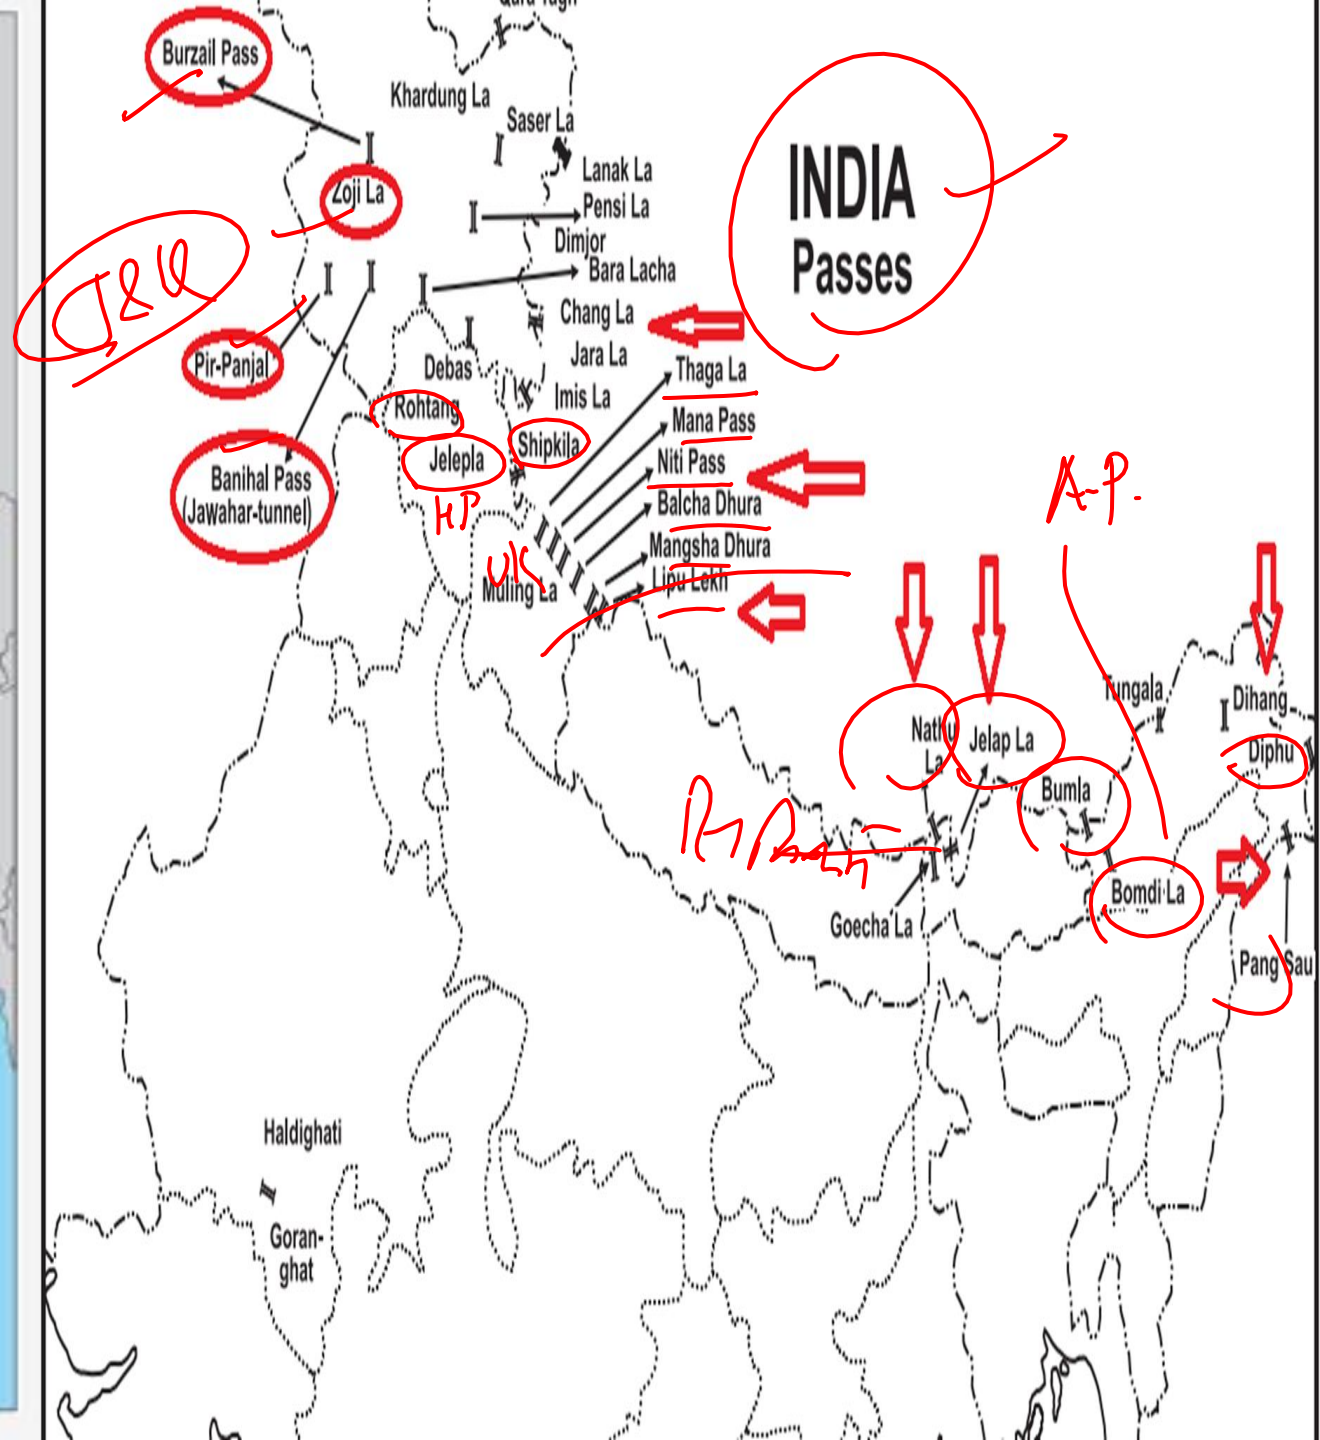 Burzail Pass
Khardung La
Saser La
INDIA
Passes
Lanak La
Zoji La
Pensi La
Dimjor
J&K
Bara Lacha
Chang La
Jara La
Pir-Panjal
Debas
Thaga La
Imis La
Rohtang
Mana Pass
Shipkila
Jelepla
Niti Pass
Banihal Pass
(Jawahar-tunnel)
HP
Balcha Dhura
A.P.
Mangsha Dhura
UK
Muling La
Lipu Lekh
Tungala
Dihang
Nathu
La
Jelap La
Diphu
Bumla
Bomdi La
Goecha La
Pang Sau
Haldighati
Goran-
ghat